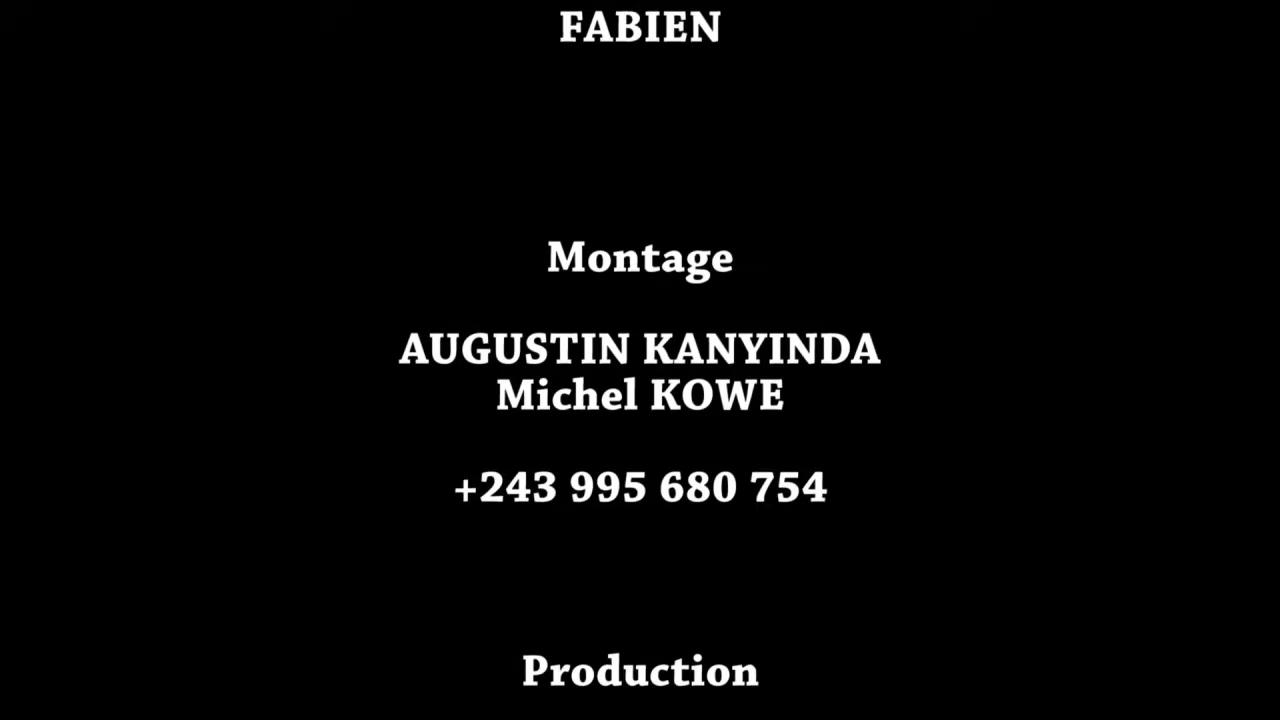 FABIEN
Montage
AUGUSTIN KANYINDA
Michel KOWE
+243 995 680 754
Production